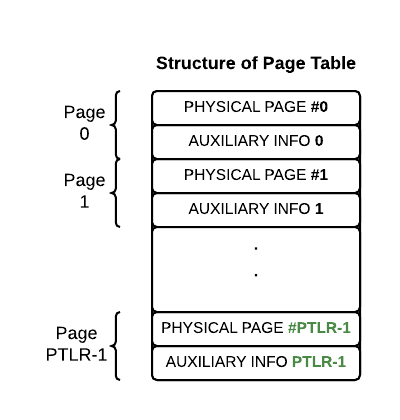 Structure of Page Table
Page
0
PHYSICAL PAGE #0
AUXILIARY INFO 0
Page
1
PHYSICAL PAGE #1
AUXILIARY INFO 1
.
.
Page
PTLR-1
PHYSICAL PAGE #PTLR-1
AUXILIARY INFO PTLR-1